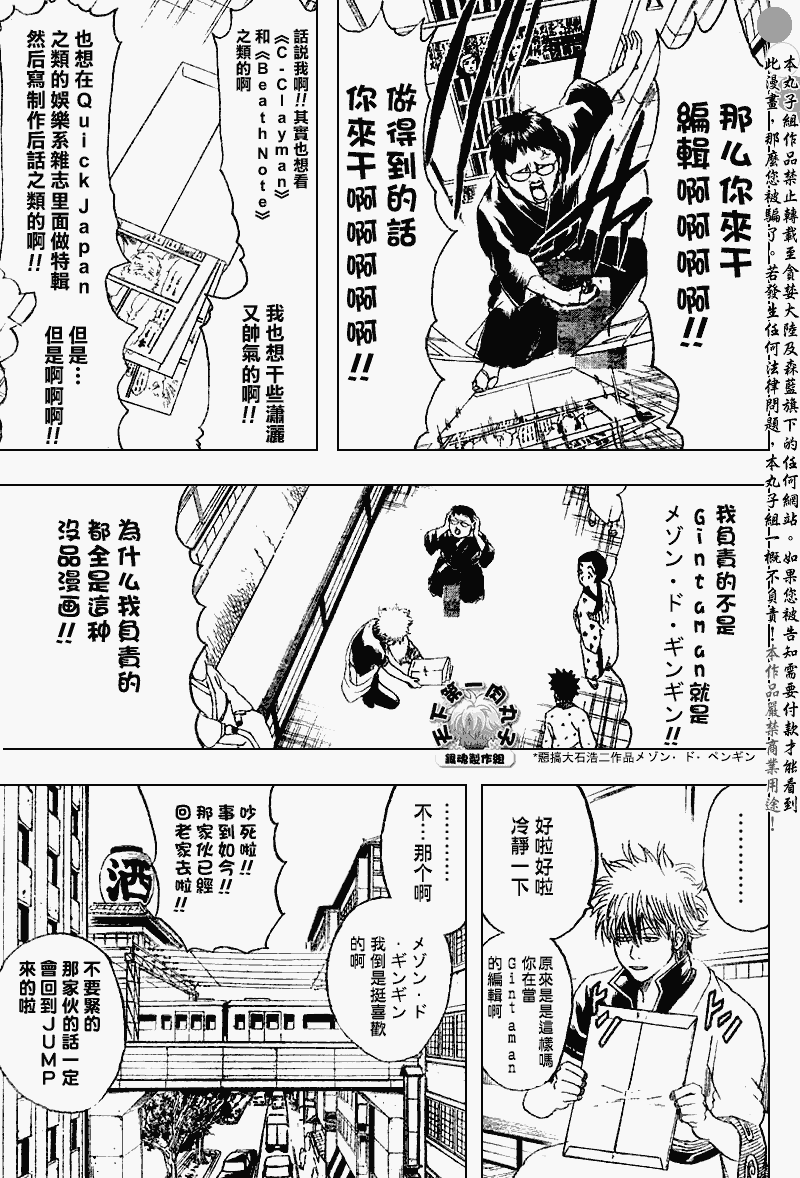 那么你來干
編輯啊啊啊啊!!
做得到的話
你來干啊啊啊啊啊!!
話說我啊!!其實也想看
《C-Clayman》
和《Beath Note》
之類的啊
我也想干些瀟灑
又帥氣的啊!!
也想在Quick Japan
之類的娛樂系雜志里面做特輯
然后寫制作后話之類的啊!!
但是…
但是啊啊啊!!
我負責的不是
Gintaman就是
メゾン・ド・ギンギン!!
為什么我負責的
都全是這种
沒品漫画!!
天下第一肉丸子
銀魂製作組
*惡搞大石浩二作品メゾン・ド・ペンギン
…………
好啦好啦
冷靜一下
原來是是這樣嗎
你在當
Gintaman
的編輯啊
ドドド
…………
不…那个啊
メゾン・ド
・ギンギン
我倒是挺喜歡
的啊
吵死啦!!
事到如今!!
那家伙已經
回老家去啦!!
酒
不要緊的
那家伙的話一定
會回到JUMP
來的啦
本丸子組作品禁止轉載至貪婪大陸及森藍旗下的任何網站。如果您被告知需要付款才能看到
此漫畫，那麼您被騙了。若發生任何法律問題，本丸子組一概不負責！本作品嚴禁商業用途！